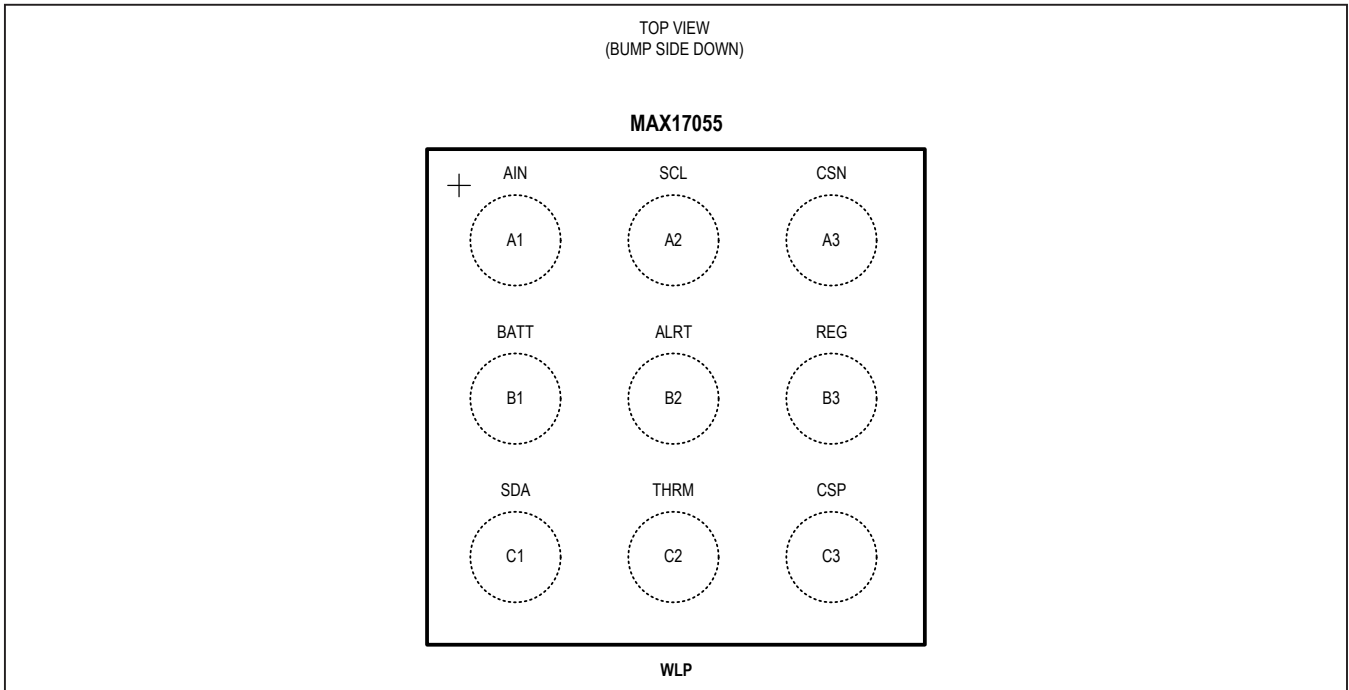 TOP VIEW
(BUMP SIDE DOWN)
MAX17055
AIN SCL CSN
A1 A2 A3
BATT ALRT REG
B1 B2 B3
SDA THRM CSP
C1 C2 C3
WLP